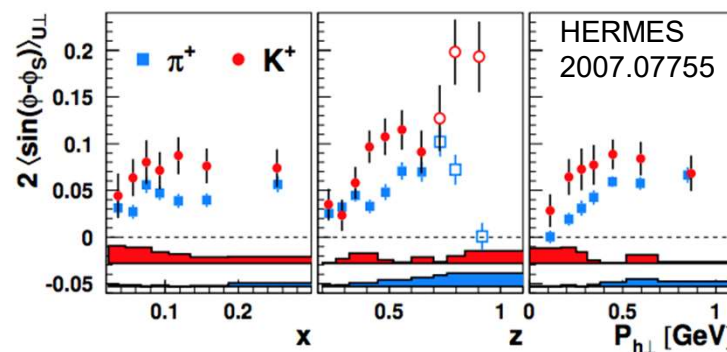 2 ⟨sin(ϕ-ϕS)⟩U⊥
0.2
0.15
0.1
0.05
0
-0.05
π+ K+
HERMES
2007.07755
0.1 0.2
x
0.5 1
z
0 0.5 1
Ph⊥ [GeV]